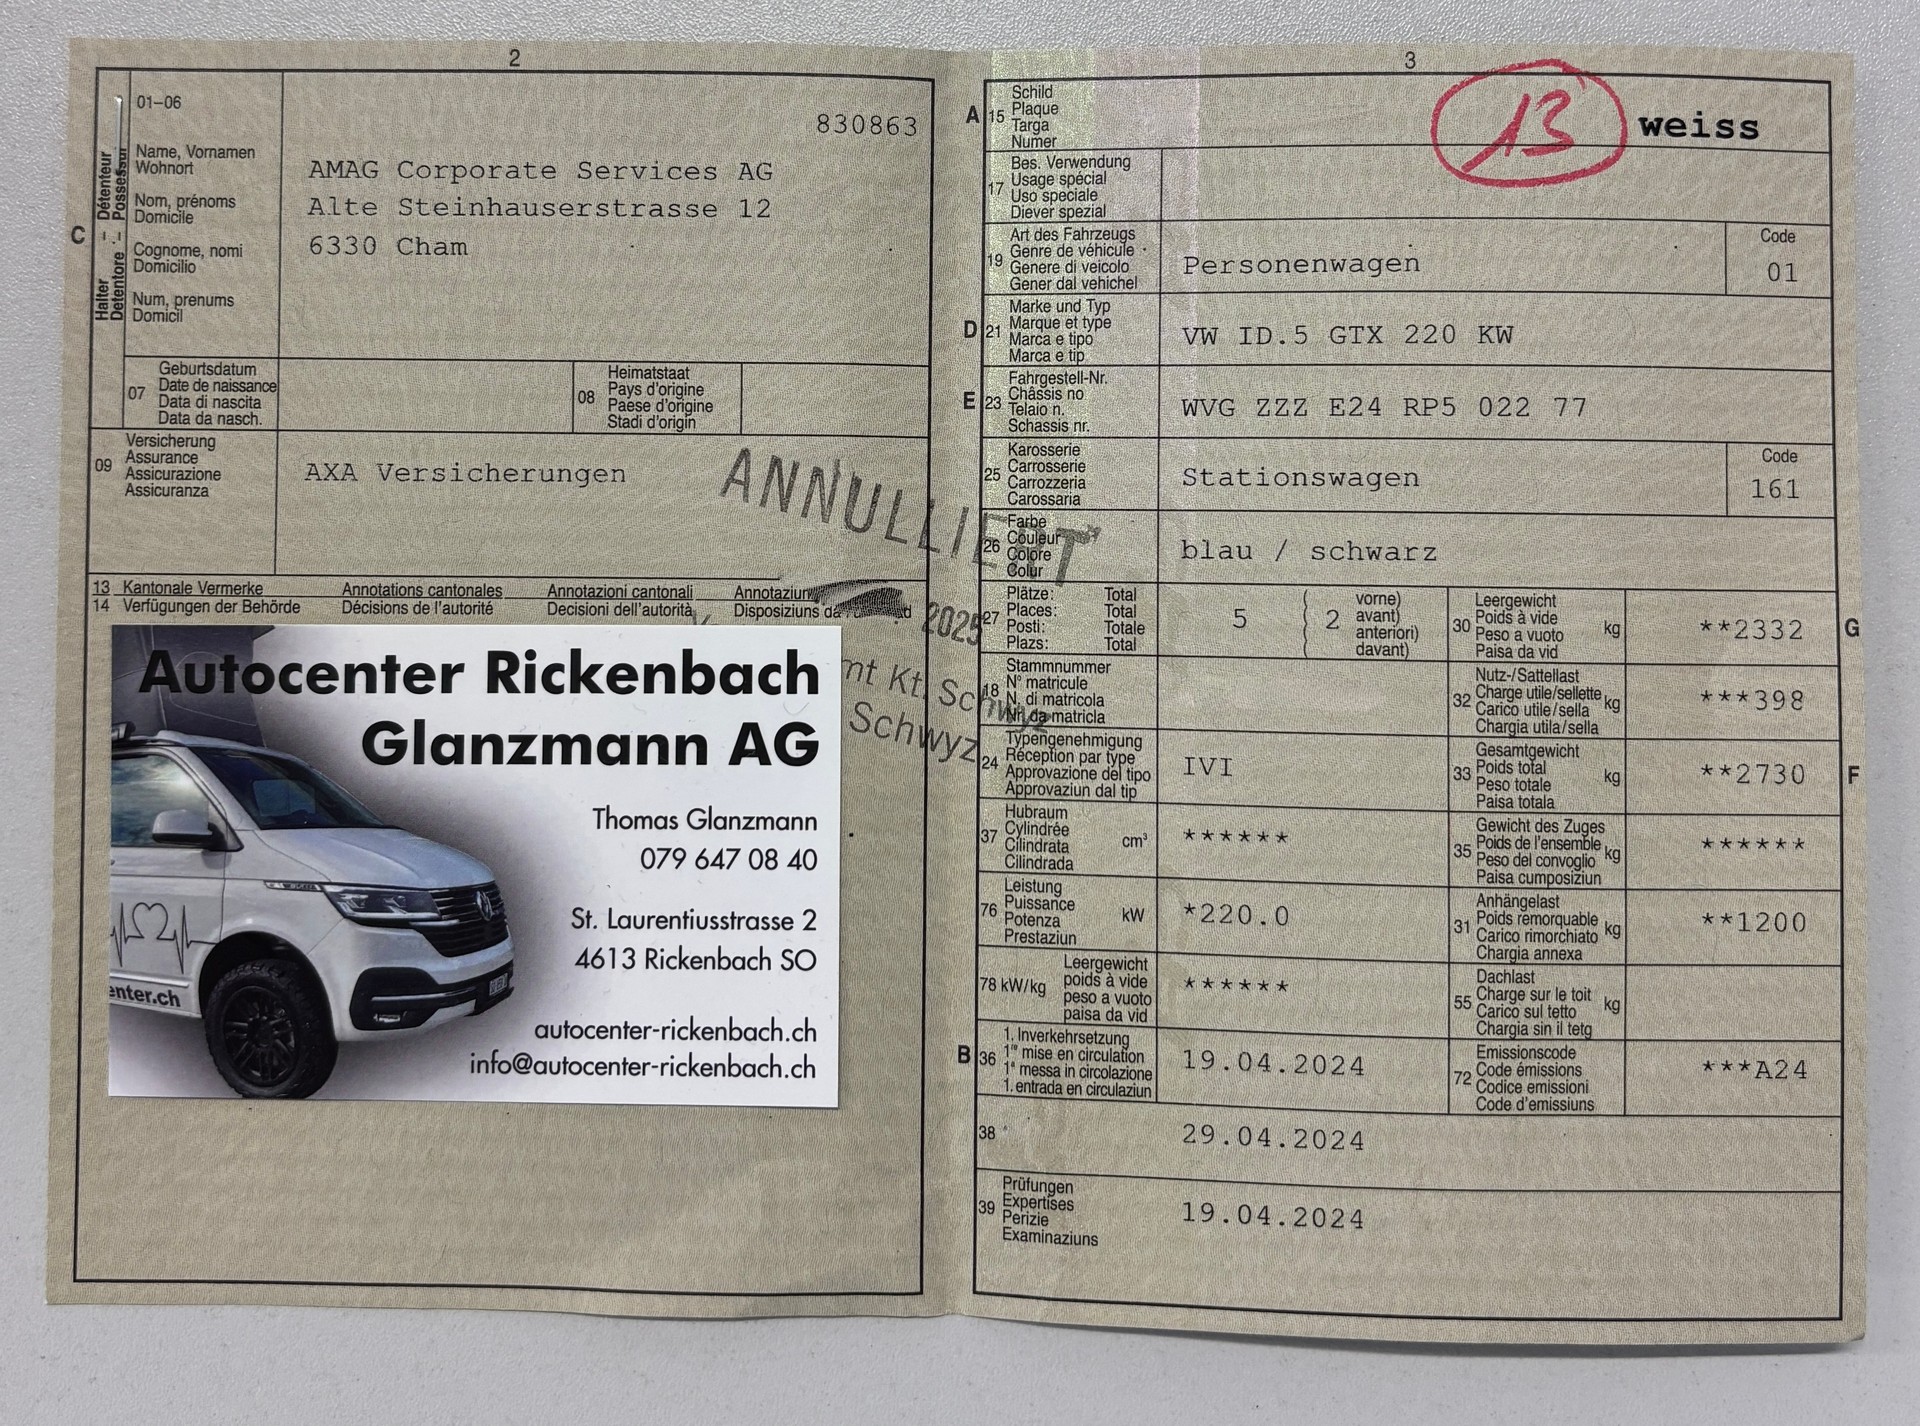 2
01–06
830863
C
Halter – Détenteur
Detentore – Possessur
Name, Vornamen
Wohnort
Nom, prénoms
Domicile
Cognome, nomi
Domicilio
Num, prenums
Domicil
AMAG Corporate Services AG
Alte Steinhauserstrasse 12
6330 Cham
07
Geburtsdatum
Date de naissance
Data di nascita
Data da nasch.
08
Heimatstaat
Pays d'origine
Paese d'origine
Stadi d'origin
09
Versicherung
Assurance
Assicurazione
Assicuranza
AXA Versicherungen
ANNULLIERT
13 Kantonale Vermerke Annotations cantonales Annotazioni cantonali
14 Verfügungen der Behörde Décisions de l'autorité Decisioni dell'autorità Disposiziuns
2025
Kt. Schwyz
Schwyz
Autocenter Rickenbach
Glanzmann AG
Thomas Glanzmann
079 647 08 40
St. Laurentiusstrasse 2
4613 Rickenbach SO
autocenter-rickenbach.ch
info@autocenter-rickenbach.ch
enter.ch
3
A 15
Schild
Plaque
Targa
Numer
13
weiss
17
Bes. Verwendung
Usage spécial
Uso speciale
Diever spezial
19
Art des Fahrzeugs
Genre de véhicule
Genere di veicolo
Gener dal vehichel
Personenwagen
Code
01
D 21
Marke und Typ
Marque et type
Marca e tipo
Marca e tip
VW ID.5 GTX 220 KW
E 23
Fahrgestell-Nr.
Châssis no
Telaio n.
Schassis nr.
WVG ZZZ E24 RP5 022 77
25
Karosserie
Carrosserie
Carrozzeria
Carossaria
Stationswagen
Code
161
26
Farbe
Couleur
Colore
Colur
blau / schwarz
27
Plätze: Total
Places: Total
Posti: Totale
Plazs: Total
5
( 2 vorne)
( avant)
( anteriori)
( davant)
30
Leergewicht
Poids à vide
Peso a vuoto
Paisa da vid
kg
**2332
G
18
Stammnummer
N° matricule
N. di matricola
Nr. da matricla
32
Nutz-/Sattellast
Charge utile/sellette
Carico utile/sella
Chargia utila/sella
kg
***398
24
Typengenehmigung
Réception par type
Approvazione del tipo
Approvaziun dal tip
IVI
33
Gesamtgewicht
Poids total
Peso totale
Paisa totala
kg
**2730
F
37
Hubraum
Cylindrée
Cilindrata
Cilindrada
cm³
******
35
Gewicht des Zuges
Poids de l'ensemble
Peso del convoglio
Paisa cumposiziun
kg
******
76
Leistung
Puissance
Potenza
Prestaziun
kW
*220.0
31
Anhängelast
Poids remorquable
Carico rimorchiato
Chargia annexa
kg
**1200
78 kW/kg
Leergewicht
poids à vide
peso a vuoto
paisa da vid
******
55
Dachlast
Charge sur le toit
Carico sul tetto
Chargia sin il tetg
kg
B 36
1. Inverkehrsetzung
1re mise en circulation
1a messa in circolazione
1. entrada en circulaziun
19.04.2024
72
Emissionscode
Code émissions
Codice emissioni
Code d'emissiuns
***A24
38
29.04.2024
39
Prüfungen
Expertises
Perizie
Examinaziuns
19.04.2024